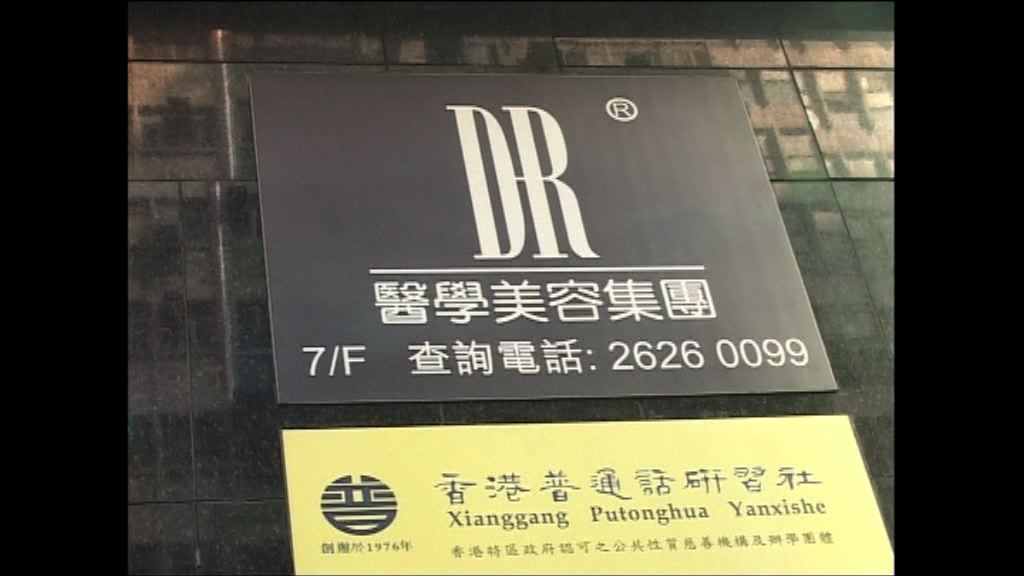 DR®
醫學美容集團
7/F 查詢電話: 2626 0099
香港普通話研習社
Xianggang Putonghua Yanxishe
創辦於1976年
香港特區政府認可之公共性質慈善機構及辦學團體